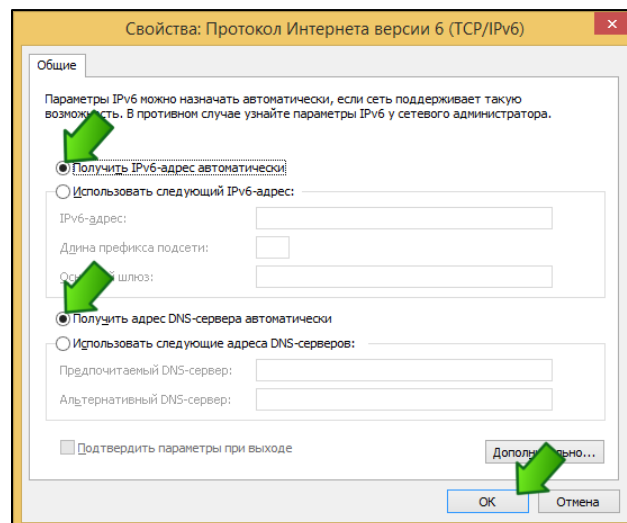 Свойства: Протокол Интернета версии 6 (TCP/IPv6)
Общие
Параметры IPv6 можно назначать автоматически, если сеть поддерживает такую
возможность. В противном случае узнайте параметры IPv6 у сетевого администратора.
Получить IPv6-адрес автоматически
Использовать следующий IPv6-адрес:
IPv6-адрес:
Длина префикса подсети:
шлюз:
Получить адрес DNS-сервера автоматически
Использовать следующие адреса DNS-серверов:
Предпочитаемый DNS-сервер:
Альтернативный DNS-сервер:
Подтвердить параметры при выходе
Дополнительно...
OK
Отмена